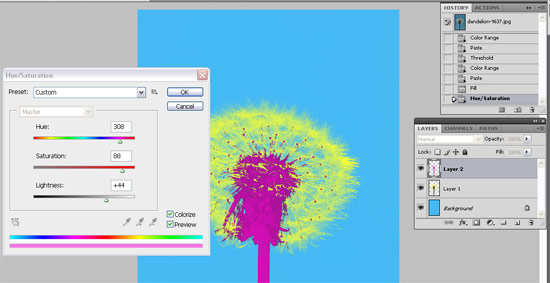 HISTORY ACTIONS
dandelion-9637.jpg
Color Range
Paste
Threshold
Color Range
Paste
Fill
Hue/Saturation
Hue/Saturation
Preset: Custom
OK
Cancel
Master
Hue: 308
Saturation: 88
Lightness: +44
Colorize
Preview
LAYERS CHANNELS PATHS
Normal Opacity: 100%
Lock: Fill: 100%
Layer 2
Layer 1
Background